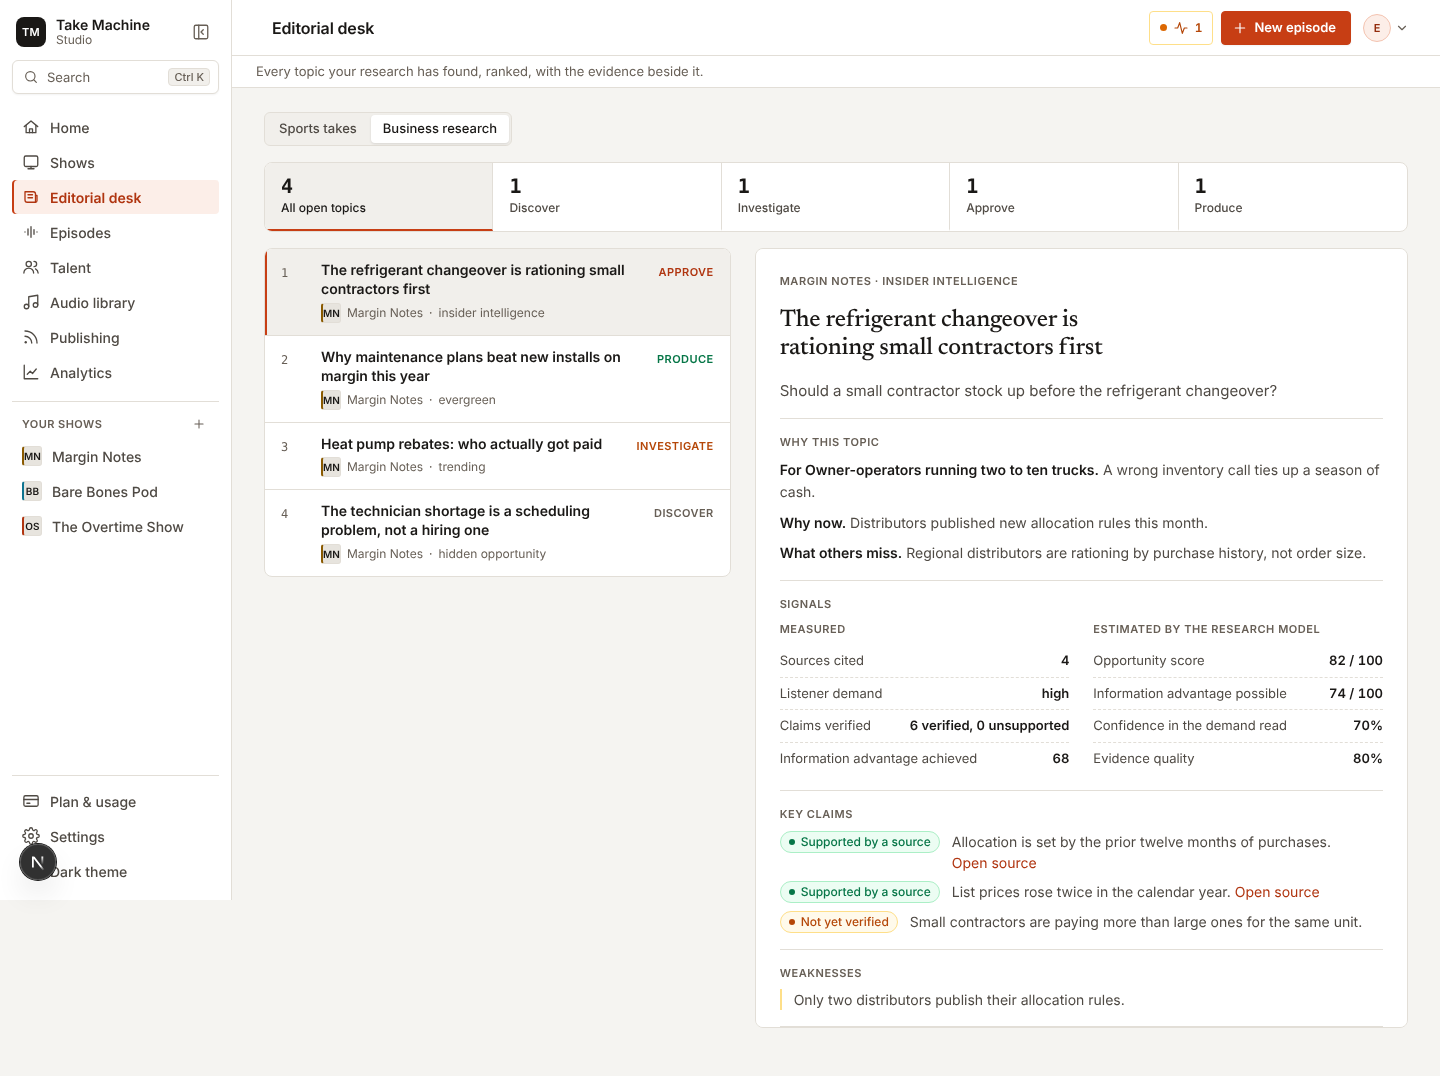 TM
Take Machine
Studio
Search
Ctrl K
Home
Shows
Editorial desk
Episodes
Talent
Audio library
Publishing
Analytics
YOUR SHOWS
MN Margin Notes
BB Bare Bones Pod
OS The Overtime Show
Plan & usage
Settings
N
Dark theme
Editorial desk
1
New episode
E
Every topic your research has found, ranked, with the evidence beside it.
Sports takes
Business research
4
All open topics
1
Discover
1
Investigate
1
Approve
1
Produce
1
The refrigerant changeover is rationing small
contractors first
APPROVE
MN Margin Notes · insider intelligence
2
Why maintenance plans beat new installs on
margin this year
PRODUCE
MN Margin Notes · evergreen
3
Heat pump rebates: who actually got paid
INVESTIGATE
MN Margin Notes · trending
4
The technician shortage is a scheduling
problem, not a hiring one
DISCOVER
MN Margin Notes · hidden opportunity
MARGIN NOTES · INSIDER INTELLIGENCE
The refrigerant changeover is
rationing small contractors first
Should a small contractor stock up before the refrigerant changeover?
WHY THIS TOPIC
For Owner-operators running two to ten trucks. A wrong inventory call ties up a season of
cash.
Why now. Distributors published new allocation rules this month.
What others miss. Regional distributors are rationing by purchase history, not order size.
SIGNALS
MEASURED
Sources cited 4
Listener demand high
Claims verified 6 verified, 0 unsupported
Information advantage achieved 68
ESTIMATED BY THE RESEARCH MODEL
Opportunity score 82 / 100
Information advantage possible 74 / 100
Confidence in the demand read 70%
Evidence quality 80%
KEY CLAIMS
Supported by a source Allocation is set by the prior twelve months of purchases.
Open source
Supported by a source List prices rose twice in the calendar year. Open source
Not yet verified Small contractors are paying more than large ones for the same unit.
WEAKNESSES
Only two distributors publish their allocation rules.